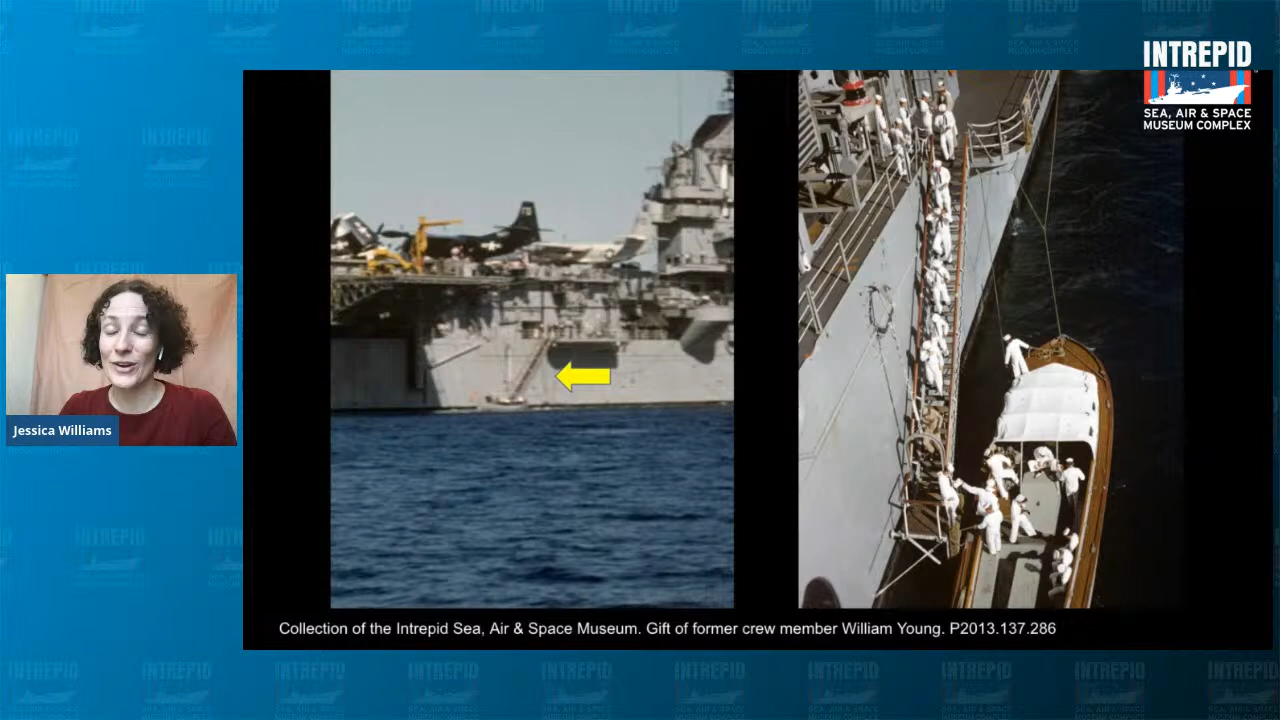 INTREPID
SEA, AIR & SPACE
MUSEUM COMPLEX
Jessica Williams
Collection of the Intrepid Sea, Air & Space Museum. Gift of former crew member William Young. P2013.137.286